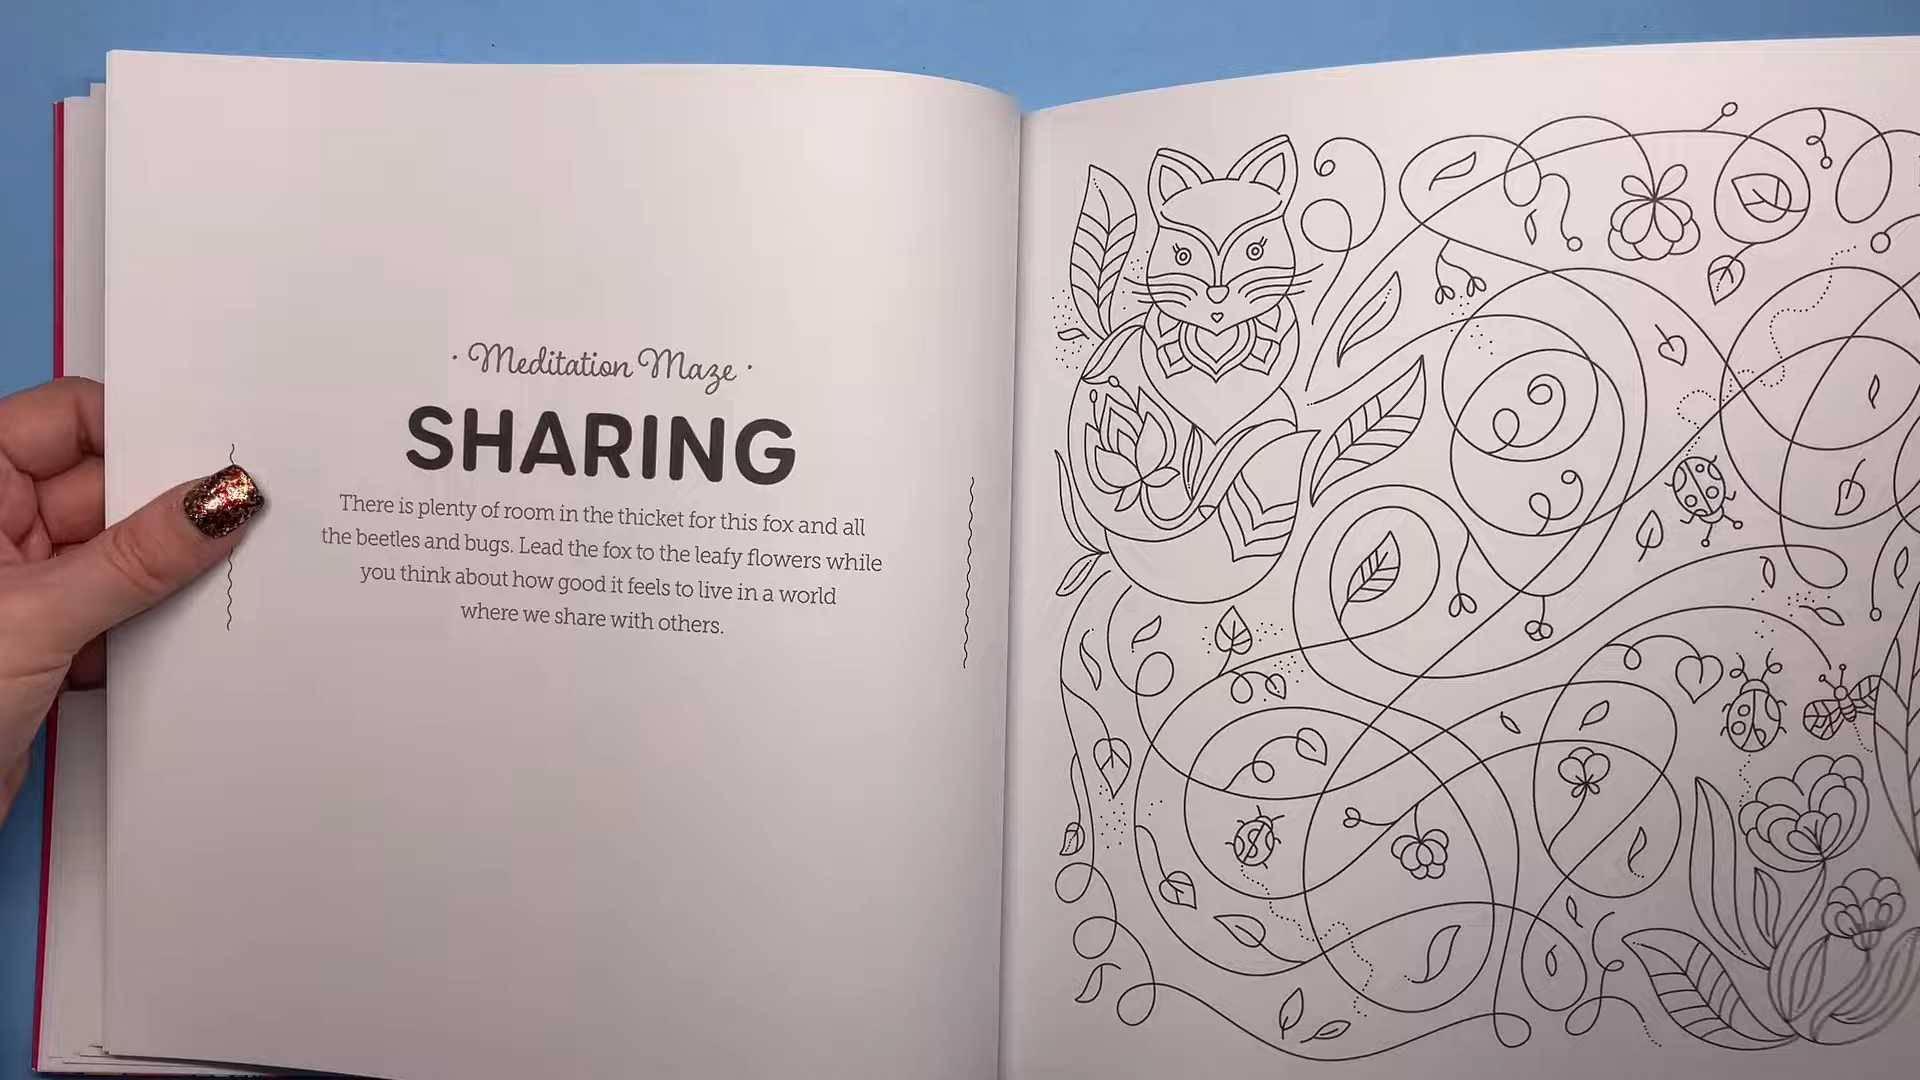 · Meditation Maze ·
SHARING
There is plenty of room in the thicket for this fox and all
the beetles and bugs. Lead the fox to the leafy flowers while
you think about how good it feels to live in a world
where we share with others.